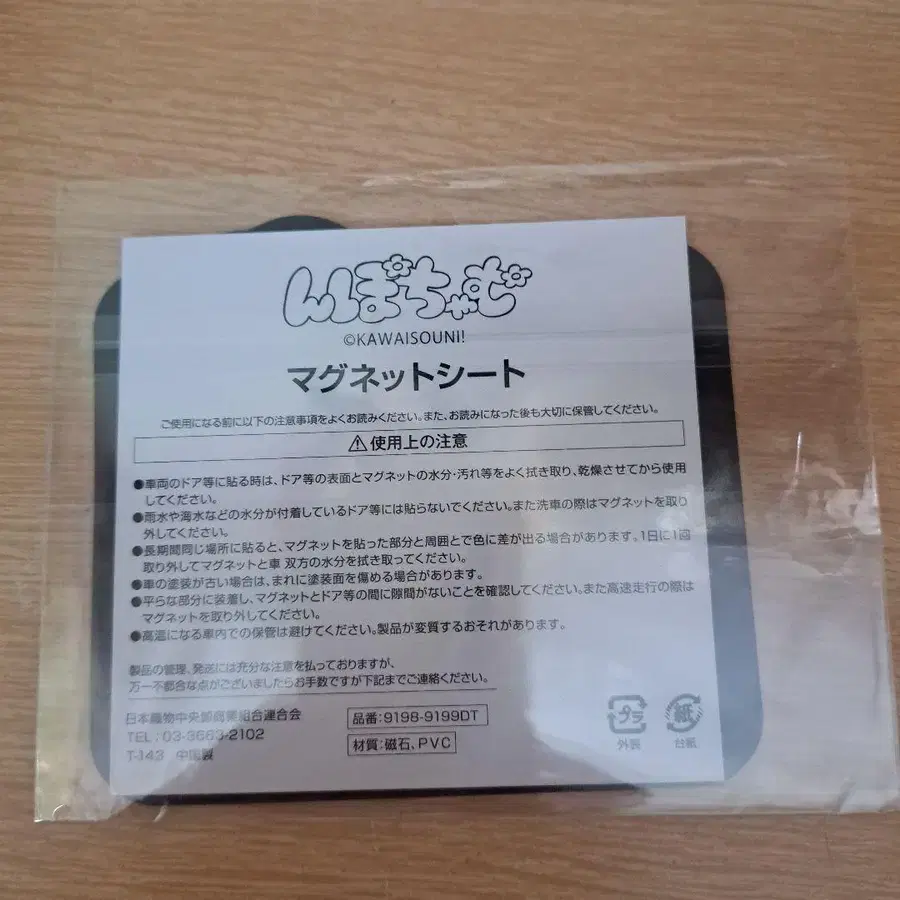 んぽちゃむ
©KAWAISOUNI!
マグネットシート
ご使用になる前に以下の注意事項をよくお読みください。また、お読みになった後も大切に保管してください。
⚠使用上の注意
●車両のドア等に貼る時は、ドア等の表面とマグネットの水分・汚れ等をよく拭き取り、乾燥させてから使用
してください。
●雨水や海水などの水分が付着しているドア等には貼らないでください。また洗車の際はマグネットを取り
外してください。
●長期間同じ場所に貼ると、マグネットを貼った部分と周囲とで色に差が出る場合があります。1日に1回
取り外してマグネットと車 双方の水分を拭き取ってください。
●車の塗装が古い場合は、まれに塗装面を傷める場合があります。
●平らな部分に装着し、マグネットとドア等の間に隙間がないことを確認してください。また高速走行の際は
マグネットを取り外してください。
●高温になる車内での保管は避けてください。製品が変質するおそれがあります。
製品の管理、発送には充分な注意を払っておりますが、
万一不都合な点がございましたらお手数ですが下記までご連絡ください。
日本織物中央卸商業組合連合会
TEL:03-3663-2102
T-143 中国製
品番:9198-9199DT
材質:磁石、PVC
プラ
外装
紙
台紙